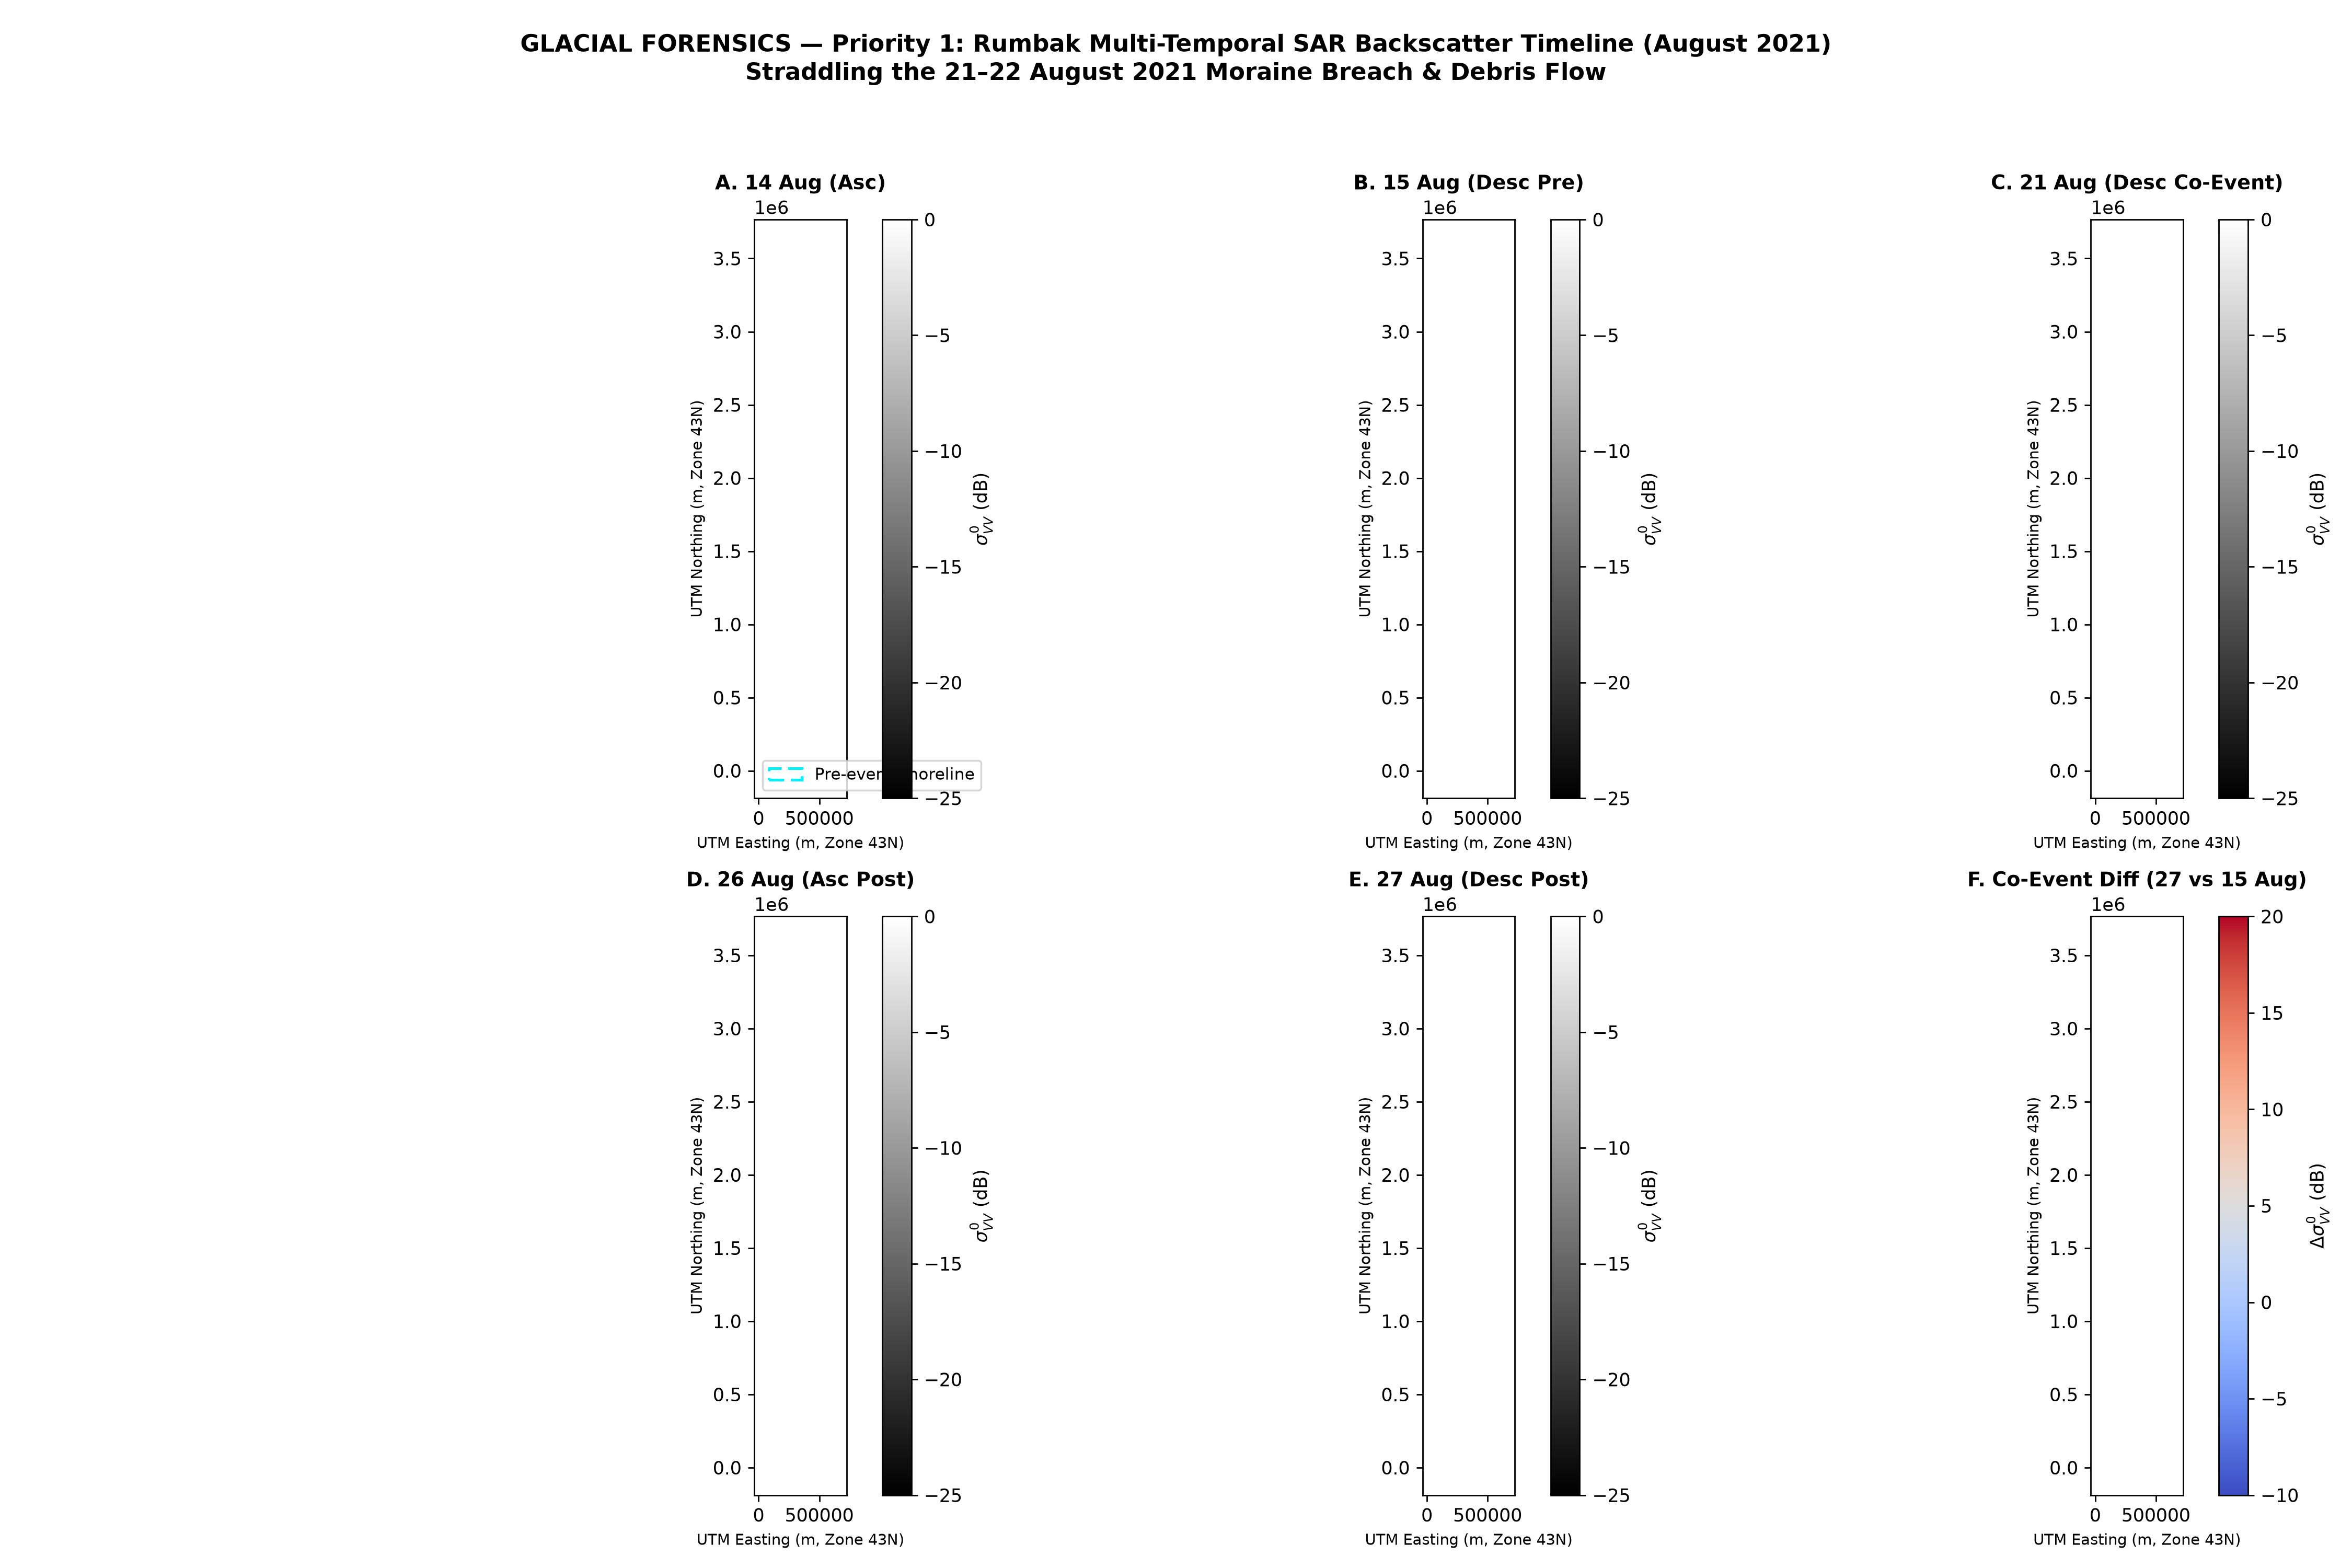 GLACIAL FORENSICS — Priority 1: Rumbak Multi-Temporal SAR Backscatter Timeline (August 2021)
Straddling the 21–22 August 2021 Moraine Breach & Debris Flow
A. 14 Aug (Asc)
1e6
3.5
3.0
2.5
2.0
1.5
1.0
0.5
0.0
UTM Northing (m, Zone 43N)
0 500000
UTM Easting (m, Zone 43N)
Pre-even horeline
0
−5
−10
−15
−20
−25
σ⁰VV (dB)
B. 15 Aug (Desc Pre)
1e6
3.5
3.0
2.5
2.0
1.5
1.0
0.5
0.0
UTM Northing (m, Zone 43N)
0 500000
UTM Easting (m, Zone 43N)
0
−5
−10
−15
−20
−25
σ⁰VV (dB)
C. 21 Aug (Desc Co-Event)
1e6
3.5
3.0
2.5
2.0
1.5
1.0
0.5
0.0
UTM Northing (m, Zone 43N)
0 500000
UTM Easting (m, Zone 43N)
0
−5
−10
−15
−20
−25
σ⁰VV (dB)
D. 26 Aug (Asc Post)
1e6
3.5
3.0
2.5
2.0
1.5
1.0
0.5
0.0
UTM Northing (m, Zone 43N)
0 500000
UTM Easting (m, Zone 43N)
0
−5
−10
−15
−20
−25
σ⁰VV (dB)
E. 27 Aug (Desc Post)
1e6
3.5
3.0
2.5
2.0
1.5
1.0
0.5
0.0
UTM Northing (m, Zone 43N)
0 500000
UTM Easting (m, Zone 43N)
0
−5
−10
−15
−20
−25
σ⁰VV (dB)
F. Co-Event Diff (27 vs 15 Aug)
1e6
3.5
3.0
2.5
2.0
1.5
1.0
0.5
0.0
UTM Northing (m, Zone 43N)
0 500000
UTM Easting (m, Zone 43N)
20
15
10
5
0
−5
−10
Δσ⁰VV (dB)